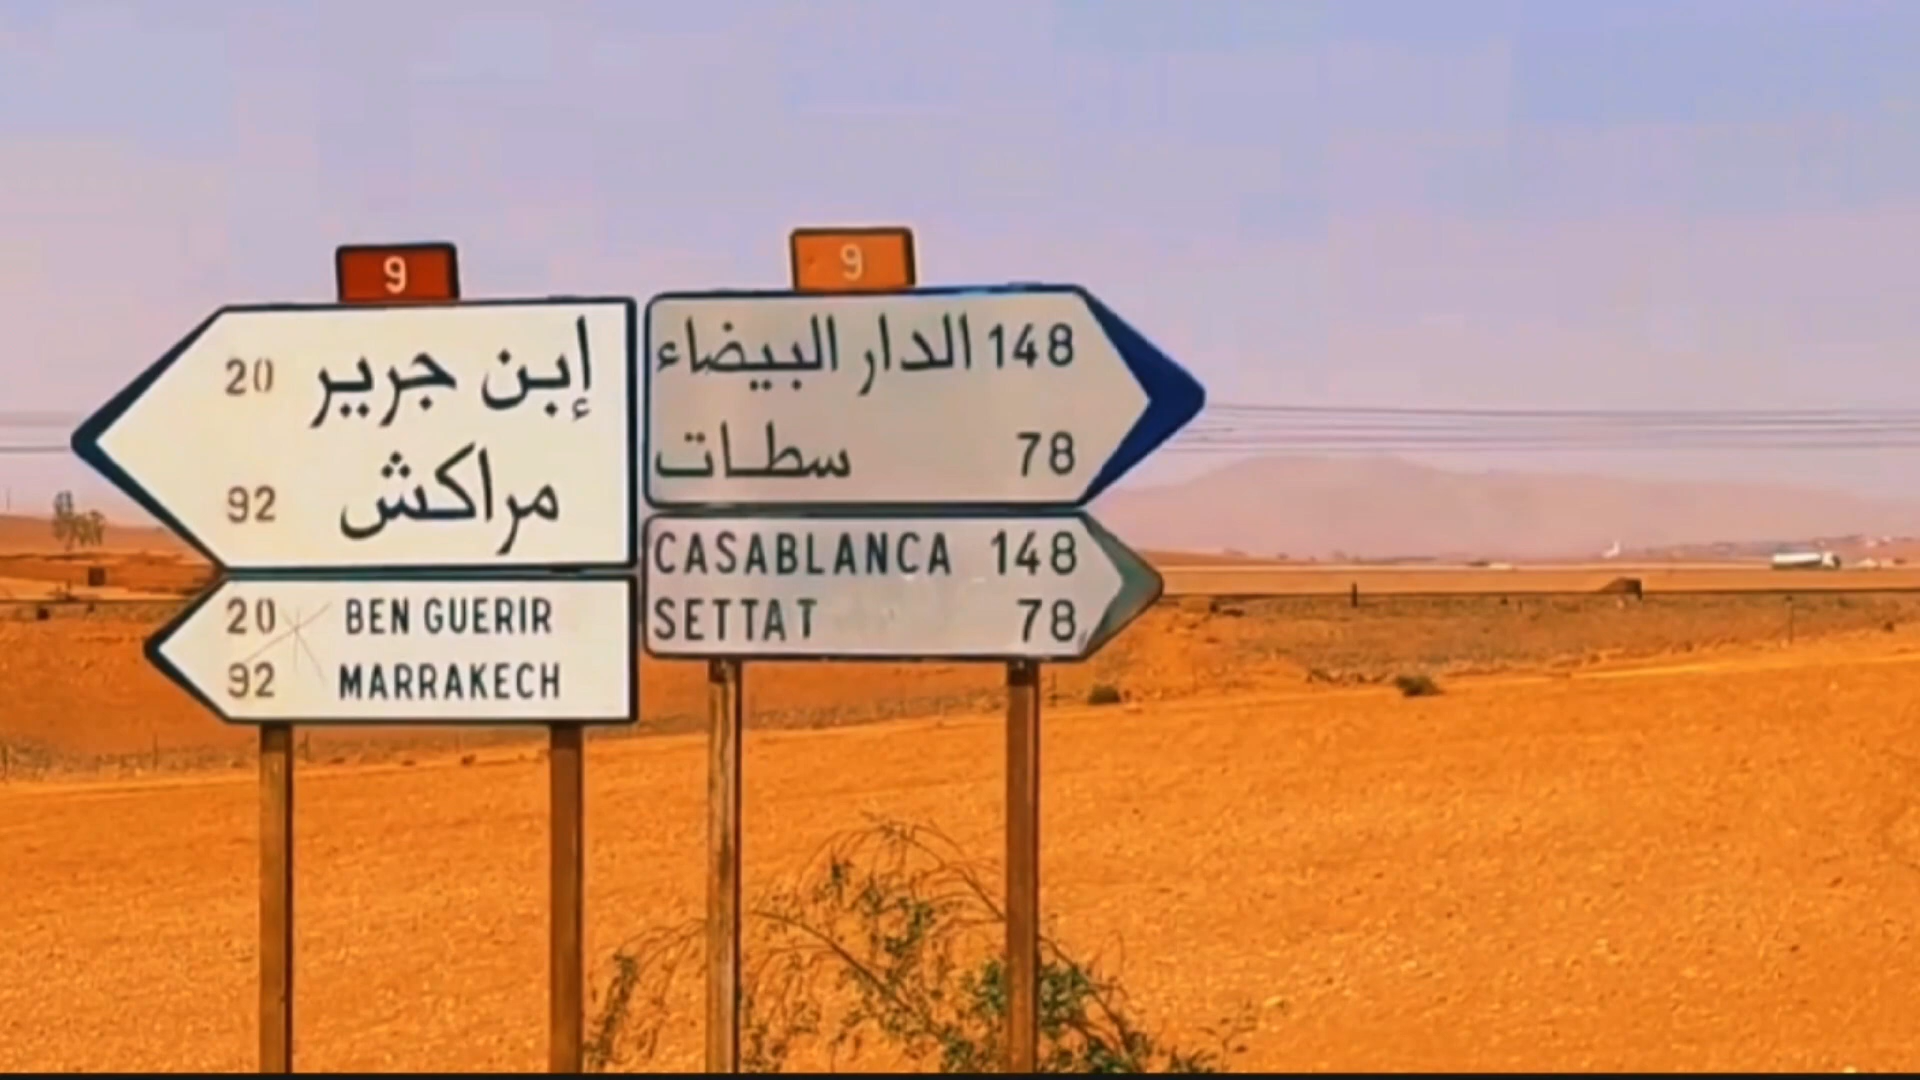 9
20 إبن جرير
92 مراكش
20 BEN GUERIR
92 MARRAKECH
9
الدار البيضاء 148
سطات 78
CASABLANCA 148
SETTAT 78